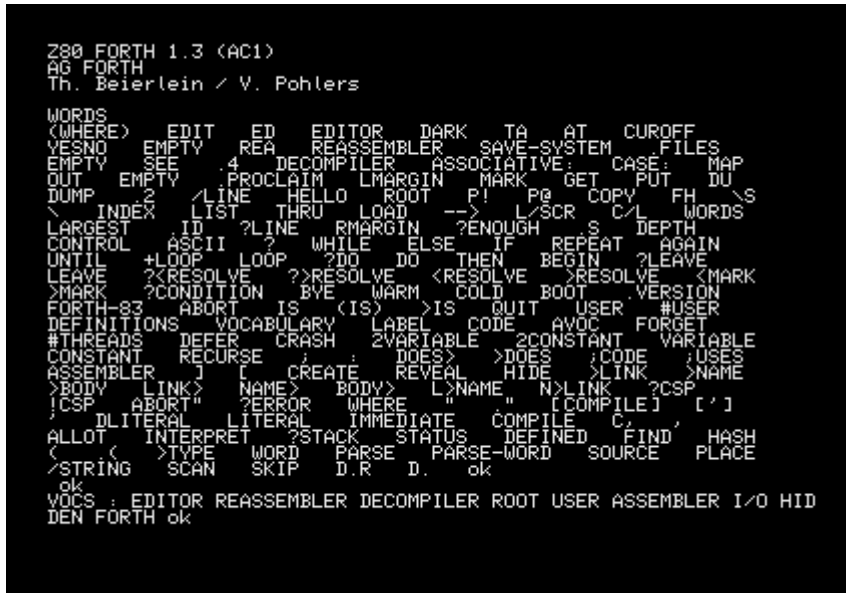 Z80 FORTH 1.3 (AC1)
AG FORTH
Th. Beierlein / V. Pohlers
WORDS
(WHERE) EDIT ED EDITOR DARK TA AT CUROFF
YESNO EMPTY REA REASSEMBLER SAVE-SYSTEM .FILES
EMPTY SEE .4 DECOMPILER ASSOCIATIVE: CASE: MAP
OUT EMPTY .PROCLAIM LMARGIN MARK GET PUT DU
DUMP .2 /LINE HELLO ROOT P! P@ COPY FH \S
\ INDEX LIST THRU LOAD --> L/SCR C/L WORDS
LARGEST .ID ?LINE RMARGIN ?ENOUGH .S DEPTH
CONTROL ASCII ? WHILE ELSE IF REPEAT AGAIN
UNTIL +LOOP LOOP ?DO DO THEN BEGIN ?LEAVE
LEAVE ?<RESOLVE ?>RESOLVE <RESOLVE >RESOLVE <MARK
>MARK ?CONDITION BYE WARM COLD BOOT .VERSION
FORTH-83 ABORT IS (IS) >IS QUIT USER #USER
DEFINITIONS VOCABULARY LABEL CODE AVOC FORGET
#THREADS DEFER CRASH 2VARIABLE 2CONSTANT VARIABLE
CONSTANT RECURSE ; : DOES> >DOES ;CODE ;USES
ASSEMBLER ] [ CREATE REVEAL HIDE >LINK >NAME
>BODY LINK> NAME> BODY> L>NAME N>LINK ?CSP
!CSP ABORT" ?ERROR WHERE " ." [COMPILE] [']
' DLITERAL LITERAL IMMEDIATE COMPILE C, ,
ALLOT INTERPRET ?STACK STATUS DEFINED FIND HASH
( .( >TYPE WORD PARSE PARSE-WORD SOURCE PLACE
/STRING SCAN SKIP D.R D. ok
ok
VOCS : EDITOR REASSEMBLER DECOMPILER ROOT USER ASSEMBLER I/O HID
DEN FORTH ok